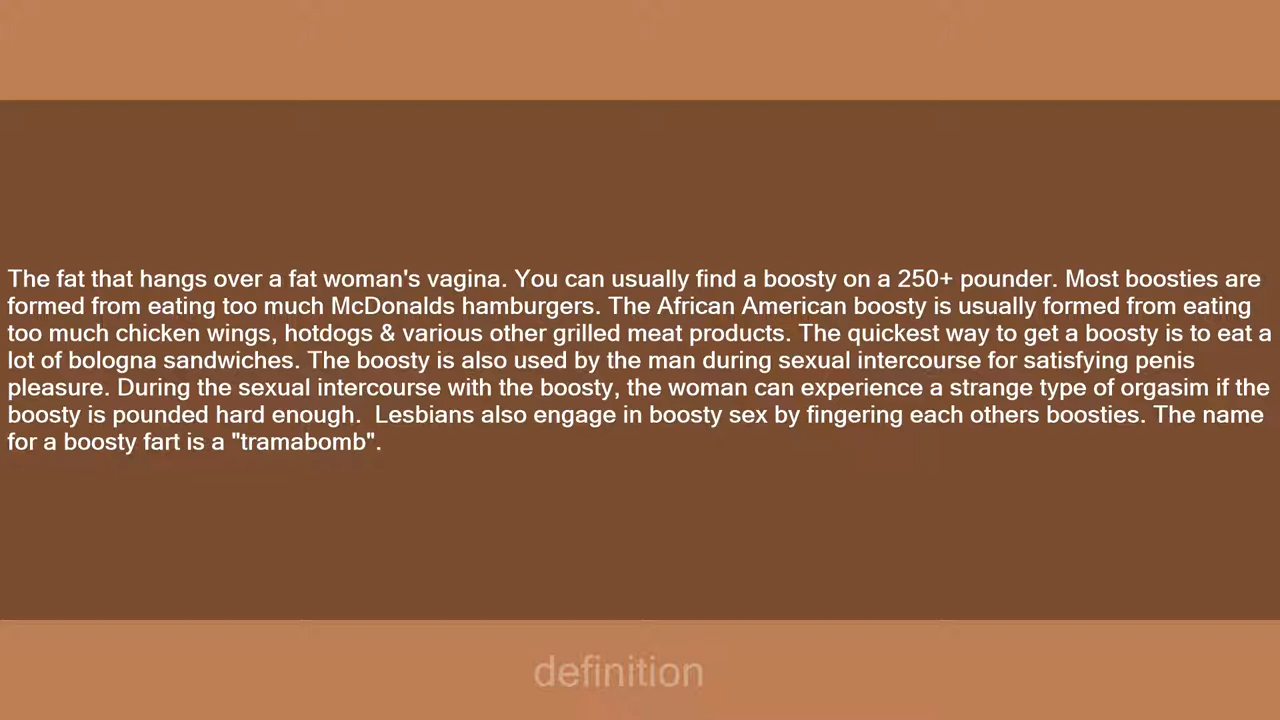 The fat that hangs over a fat woman's vagina. You can usually find a boosty on a 250+ pounder. Most boosties are
formed from eating too much McDonalds hamburgers. The African American boosty is usually formed from eating
too much chicken wings, hotdogs & various other grilled meat products. The quickest way to get a boosty is to eat a
lot of bologna sandwiches. The boosty is also used by the man during sexual intercourse for satisfying penis
pleasure. During the sexual intercourse with the boosty, the woman can experience a strange type of orgasim if the
boosty is pounded hard enough.  Lesbians also engage in boosty sex by fingering each others boosties. The name
for a boosty fart is a "tramabomb".
definition